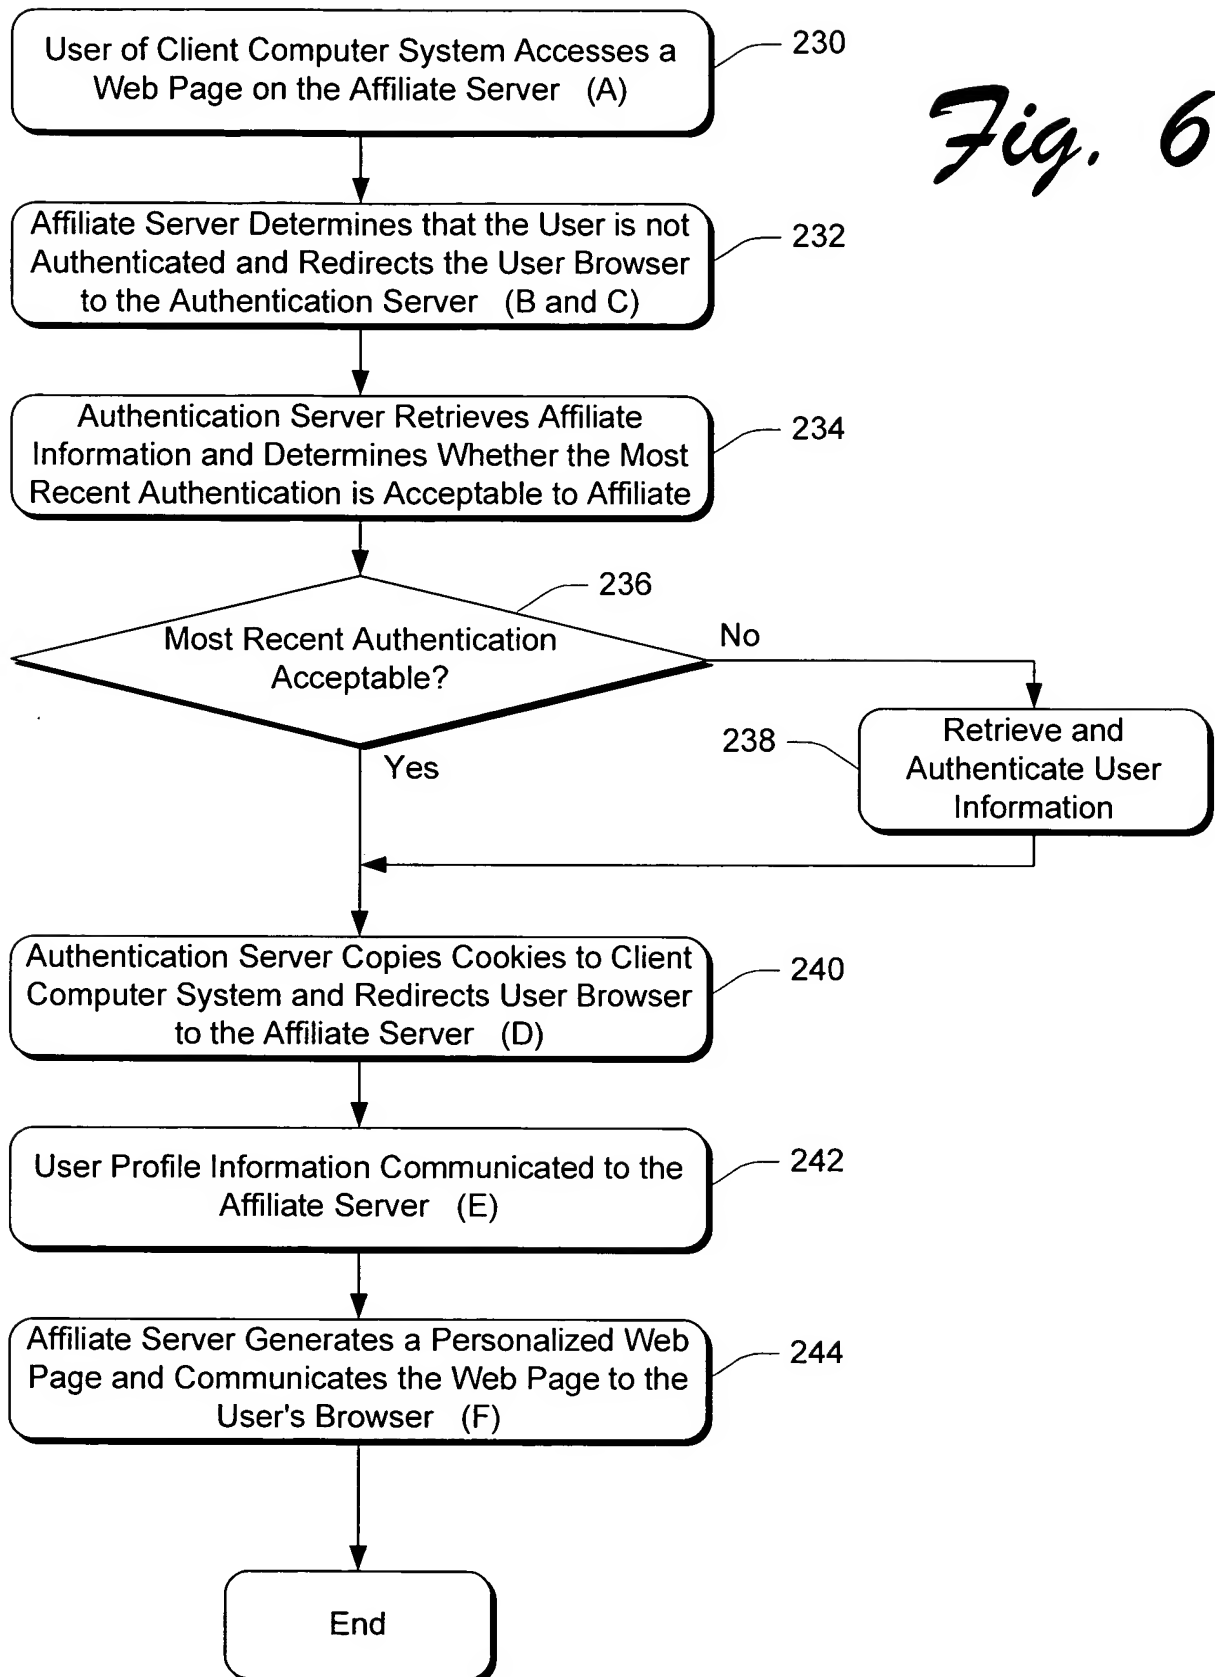 User of Client Computer System Accesses a
Web Page on the Affiliate Server (A)
230
Fig. 6
Affiliate Server Determines that the User is not
Authenticated and Redirects the User Browser
to the Authentication Server (B and C)
232
Authentication Server Retrieves Affiliate
Information and Determines Whether the Most
Recent Authentication is Acceptable to Affiliate
234
236
Most Recent Authentication
Acceptable?
No
Yes
238
Retrieve and
Authenticate User
Information
Authentication Server Copies Cookies to Client
Computer System and Redirects User Browser
to the Affiliate Server (D)
240
User Profile Information Communicated to the
Affiliate Server (E)
242
Affiliate Server Generates a Personalized Web
Page and Communicates the Web Page to the
User's Browser (F)
244
End